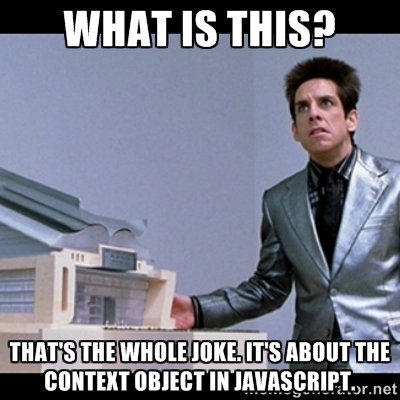 WHAT IS THIS?
THAT'S THE WHOLE JOKE. IT'S ABOUT THE
CONTEXT OBJECT IN JAVASCRIPT.
memegenerator.net